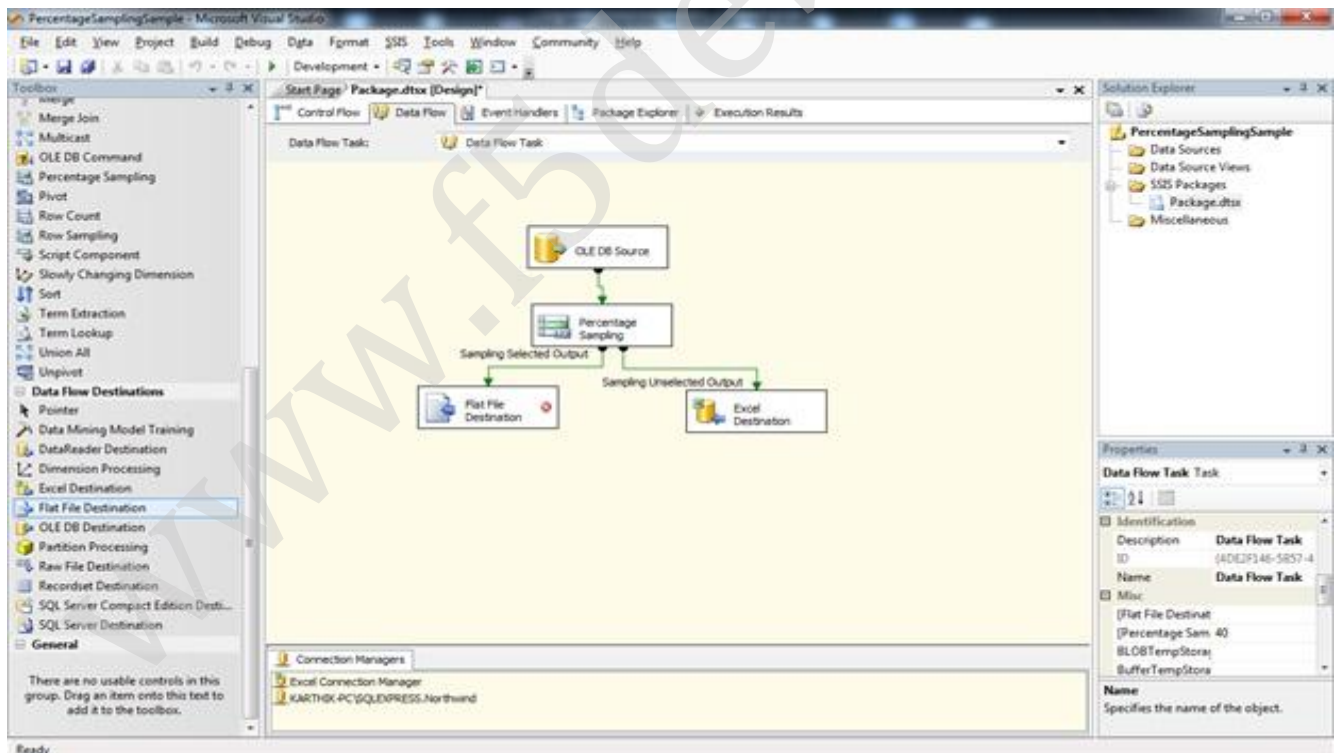 PercentageSamplingSample - Microsoft Visual Studio
File Edit View Project Build Debug Data Format SSIS Tools Window Community Help
Development
Toolbox
Merge
Merge Join
Multicast
OLE DB Command
Percentage Sampling
Pivot
Row Count
Row Sampling
Script Component
Slowly Changing Dimension
Sort
Term Extraction
Term Lookup
Union All
Unpivot
Data Flow Destinations
Pointer
Data Mining Model Training
DataReader Destination
Dimension Processing
Excel Destination
Flat File Destination
OLE DB Destination
Partition Processing
Raw File Destination
Recordset Destination
SQL Server Compact Edition Desti...
SQL Server Destination
General
There are no usable controls in this
group. Drag an item onto this text to
add it to the toolbox.
Start Page Package.dtsx [Design]*
Control Flow Data Flow Event Handlers Package Explorer Execution Results
Data Flow Task: Data Flow Task
OLE DB Source
Percentage
Sampling
Sampling Selected Output
Sampling Unselected Output
Flat File
Destination
Excel
Destination
Connection Managers
Excel Connection Manager
KARTHIK-PC\SQLEXPRESS.Northwind
Solution Explorer
PercentageSamplingSample
Data Sources
Data Source Views
SSIS Packages
Package.dtsx
Miscellaneous
Properties
Data Flow Task Task
Identification
Description Data Flow Task
ID {4DE2F146-5B57-4
Name Data Flow Task
Misc
[Flat File Destinat
[Percentage Sam 40
BLOBTempStorag
BufferTempStora
Name
Specifies the name of the object.
Ready